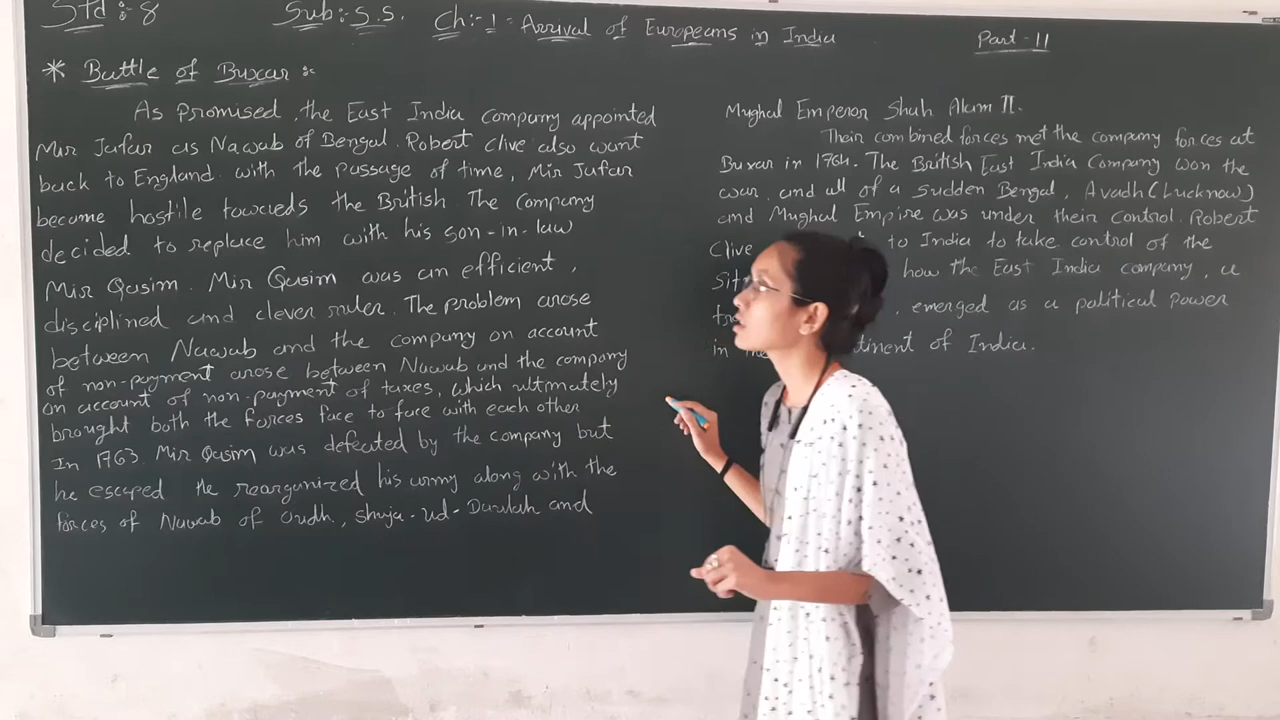 Std :- 8
Sub:- S.S.
Ch:- 1 : Arrival of Europeans in India
Part - II
* Battle of Buxar :-
As Promised, the East India company appointed
Mir Jafar as Nawab of Bengal. Robert Clive also went
back to England. with the passage of time, Mir Jafar
became hostile towards the British. The company
decided to replace him with his son-in-law
Mir Qasim. Mir Qasim was an efficient,
disciplined and clever ruler. The problem arose
between Nawab and the company on account
of non-payment arose between Nawab and the company
on account of non-payment of taxes, which ultimately
brought both the forces face to face with each other
In 1763. Mir Qasim was defeated by the company but
he escaped He reorganized his army along with the
forces of Nawab of Oudh, Shuja-ud-Daulah and
Mughal Emperor Shah Alam II.
Their combined forces met the company forces at
Buxar in 1764. The British East India Company won the
war, and all of a sudden Bengal, Avadh (Lucknow)
and Mughal Empire was under their control. Robert
Clive to India to take control of the
how the East India company, a
, emerged as a political power
in of India.